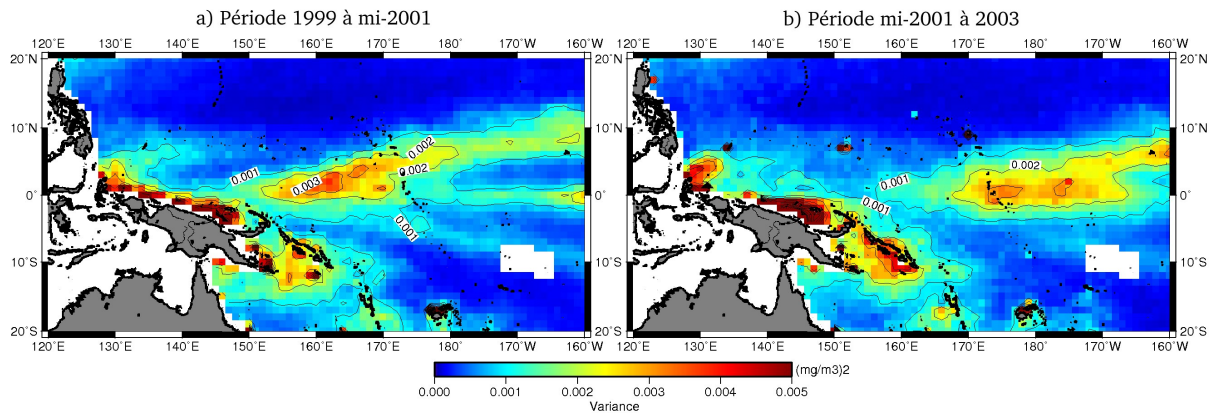 a) Période 1999 à mi-2001
b) Période mi-2001 à 2003
120°E 130°E 140°E 150°E 160°E 170°E 180° 170°W 160°W
120°E 130°E 140°E 150°E 160°E 170°E 180° 170°W 160°W
20°N 20°N 20°N
10°N 10°N 10°N
0° 0° 0°
10°S 10°S 10°S
20°S 20°S 20°S
0.001 0.003 0.002 0.002 0.001
0.001 0.001 0.002
120°E 130°E 140°E 150°E 160°E 170°E 180° 170°W 160°W
120°E 130°E 140°E 150°E 160°E 170°E 180° 170°W 160°W
(mg/m3)2
0.000 0.001 0.002 0.003 0.004 0.005
Variance